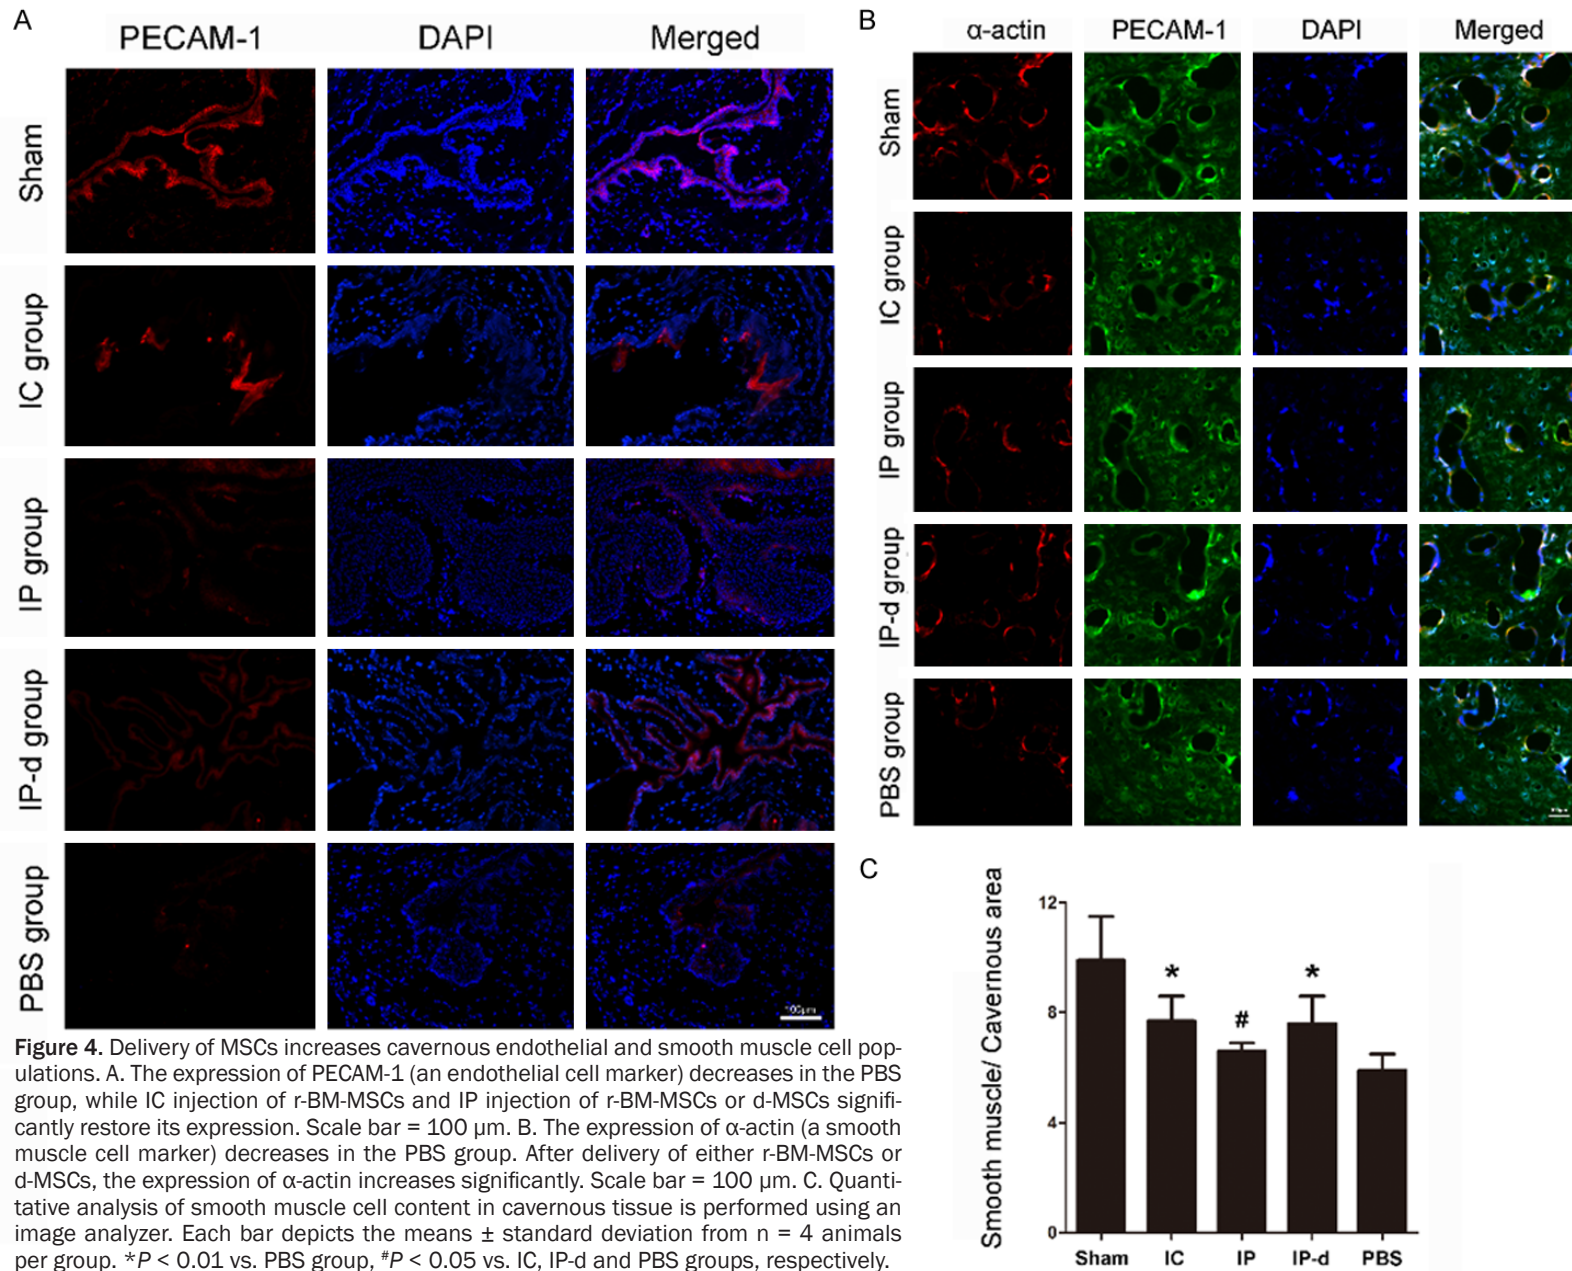 A
PECAM-1 DAPI Merged
Sham
IC group
IP group
IP-d group
PBS group
100μm
B
α-actin PECAM-1 DAPI Merged
Sham
IC group
IP group
IP-d group
PBS group
C
Smooth muscle/ Cavernous area
12
8
4
0
* # *
Sham IC IP IP-d PBS
Figure 4. Delivery of MSCs increases cavernous endothelial and smooth muscle cell pop-
ulations. A. The expression of PECAM-1 (an endothelial cell marker) decreases in the PBS
group, while IC injection of r-BM-MSCs and IP injection of r-BM-MSCs or d-MSCs signifi-
cantly restore its expression. Scale bar = 100 μm. B. The expression of α-actin (a smooth
muscle cell marker) decreases in the PBS group. After delivery of either r-BM-MSCs or
d-MSCs, the expression of α-actin increases significantly. Scale bar = 100 μm. C. Quanti-
tative analysis of smooth muscle cell content in cavernous tissue is performed using an
image analyzer. Each bar depicts the means ± standard deviation from n = 4 animals
per group. *P < 0.01 vs. PBS group, #P < 0.05 vs. IC, IP-d and PBS groups, respectively.